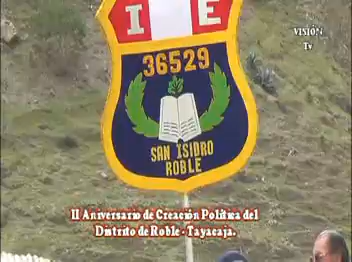 I E
VISIÓN
Tv
36529
SAN ISIDRO
ROBLE
II Aniversario de Creación Política del
Distrito de Roble - Tayacaja.